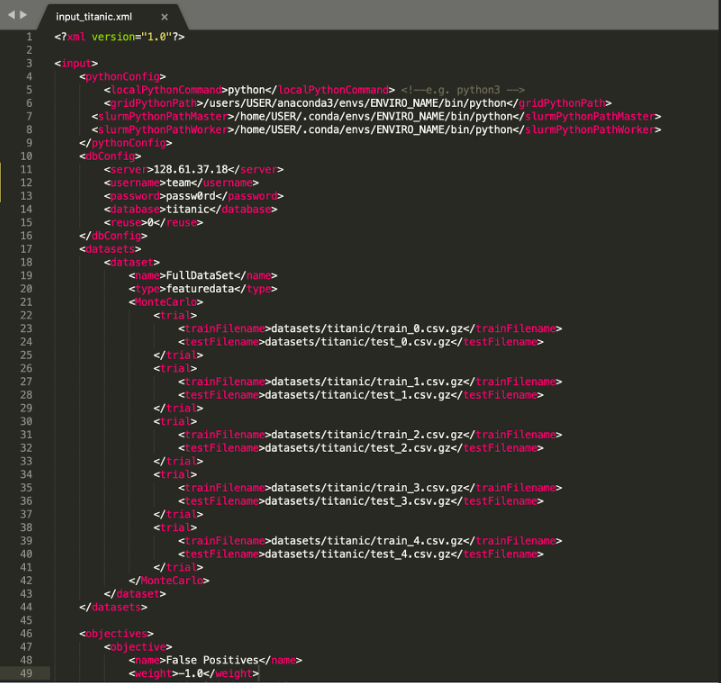 input_titanic.xml ×
1 <?xml version="1.0"?>
2
3 <input>
4 <pythonConfig>
5 <localPythonCommand>python</localPythonCommand> <!--e.g. python3 -->
6 <gridPythonPath>/users/USER/anaconda3/envs/ENVIRO_NAME/bin/python</gridPythonPath>
7 <slurmPythonPathMaster>/home/USER/.conda/envs/ENVIRO_NAME/bin/python</slurmPythonPathMaster>
8 <slurmPythonPathWorker>/home/USER/.conda/envs/ENVIRO_NAME/bin/python</slurmPythonPathWorker>
9 </pythonConfig>
10 <dbConfig>
11 <server>128.61.37.18</server>
12 <username>team</username>
13 <password>passw0rd</password>
14 <database>titanic</database>
15 <reuse>0</reuse>
16 </dbConfig>
17 <datasets>
18 <dataset>
19 <name>FullDataSet</name>
20 <type>featuredata</type>
21 <MonteCarlo>
22 <trial>
23 <trainFilename>datasets/titanic/train_0.csv.gz</trainFilename>
24 <testFilename>datasets/titanic/test_0.csv.gz</testFilename>
25 </trial>
26 <trial>
27 <trainFilename>datasets/titanic/train_1.csv.gz</trainFilename>
28 <testFilename>datasets/titanic/test_1.csv.gz</testFilename>
29 </trial>
30 <trial>
31 <trainFilename>datasets/titanic/train_2.csv.gz</trainFilename>
32 <testFilename>datasets/titanic/test_2.csv.gz</testFilename>
33 </trial>
34 <trial>
35 <trainFilename>datasets/titanic/train_3.csv.gz</trainFilename>
36 <testFilename>datasets/titanic/test_3.csv.gz</testFilename>
37 </trial>
38 <trial>
39 <trainFilename>datasets/titanic/train_4.csv.gz</trainFilename>
40 <testFilename>datasets/titanic/test_4.csv.gz</testFilename>
41 </trial>
42 </MonteCarlo>
43 </dataset>
44 </datasets>
45
46 <objectives>
47 <objective>
48 <name>False Positives</name>
49 <weight>-1.0</weight>